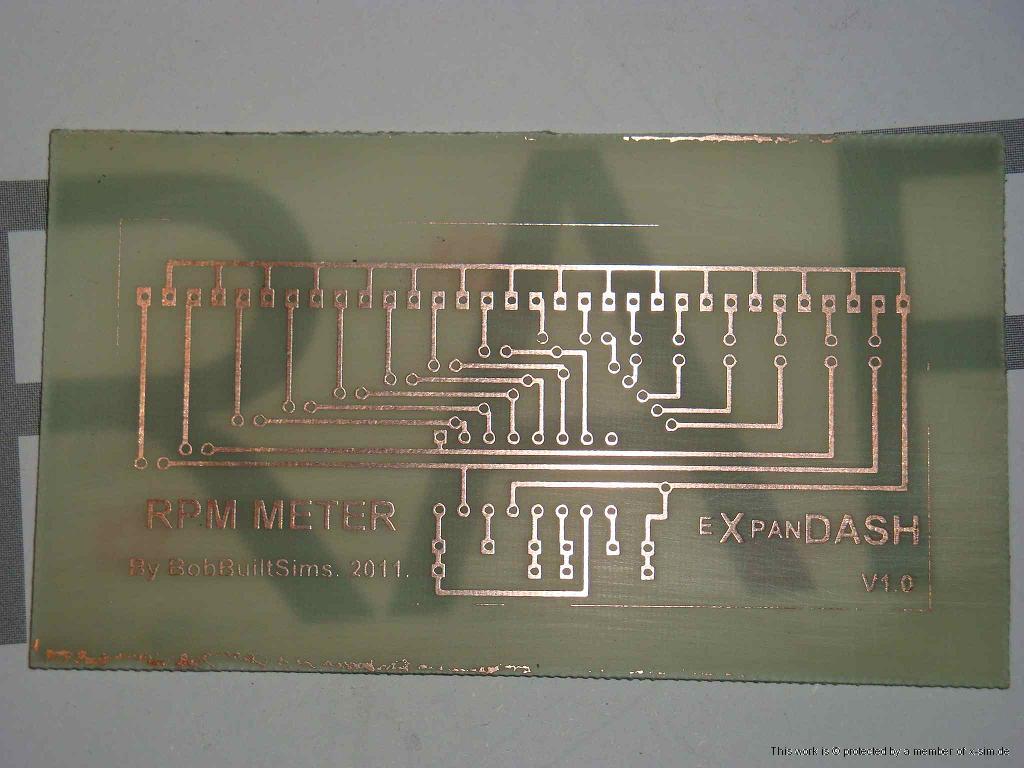 RPM METER
By BobBuiltSims. 2011.
EXPANDASH
V1.0
This work is © protected by a member of x-sim.de